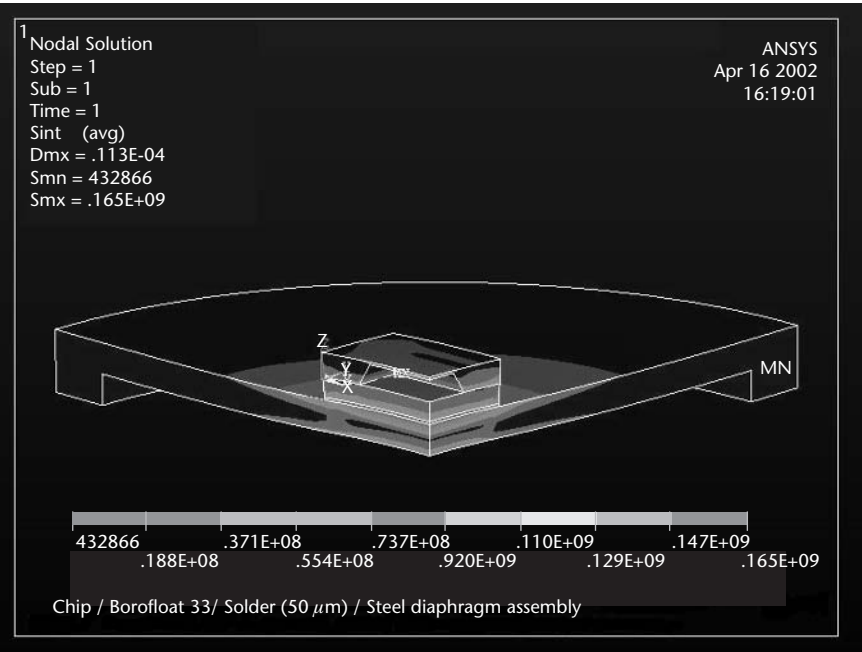 1
Nodal Solution
Step = 1
Sub = 1
Time = 1
Sint (avg)
Dmx = .113E-04
Smn = 432866
Smx = .165E+09
ANSYS
Apr 16 2002
16:19:01
Z
Y
X
MN
432866
.188E+08
.371E+08
.554E+08
.737E+08
.920E+09
.110E+09
.129E+09
.147E+09
.165E+09
Chip / Borofloat 33/ Solder (50 μm) / Steel diaphragm assembly